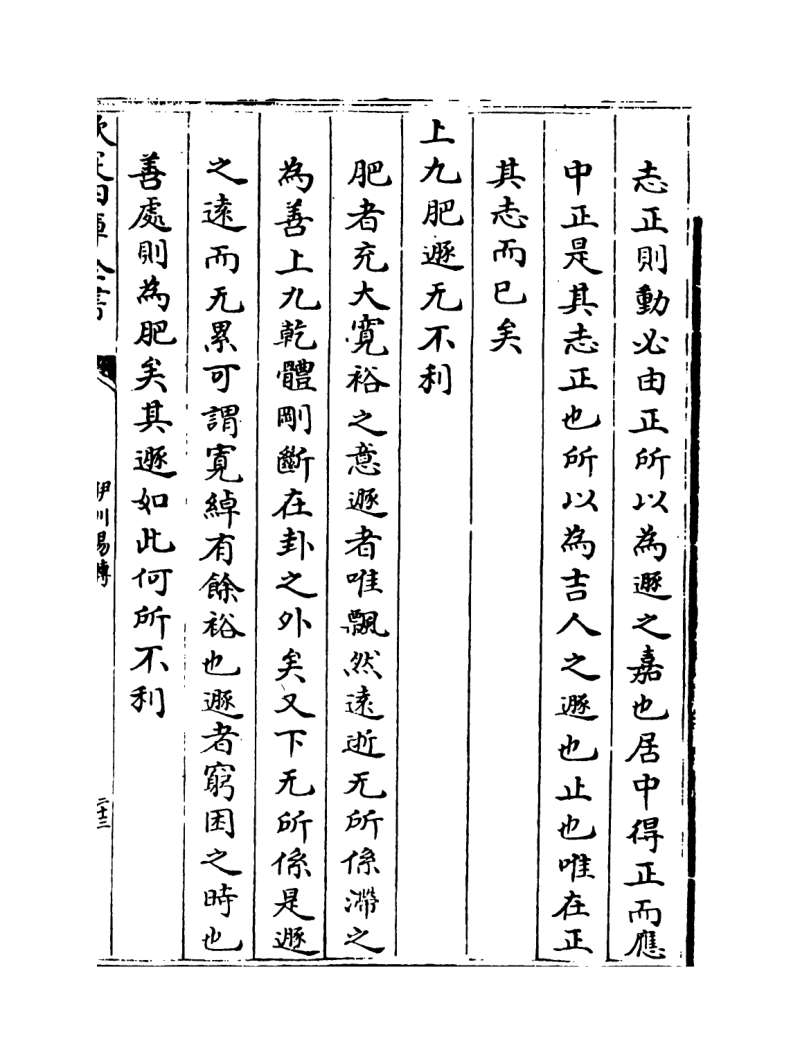 志正則動必由正所以為遯之嘉也居中得正而應
中正是其志正也所以為吉人之遯也止也唯在正
其志而已矣
上九肥遯无不利
肥者充大寛裕之意遯者唯飄然遠逝无所係滯之
為善上九乾體剛斷在卦之外矣又下无所係是遯
之遠而无累可謂寛綽有餘裕也遯者窮困之時也
善處則為肥矣其遯如此何所不利
欽定四庫全書
伊川易傳
二十三